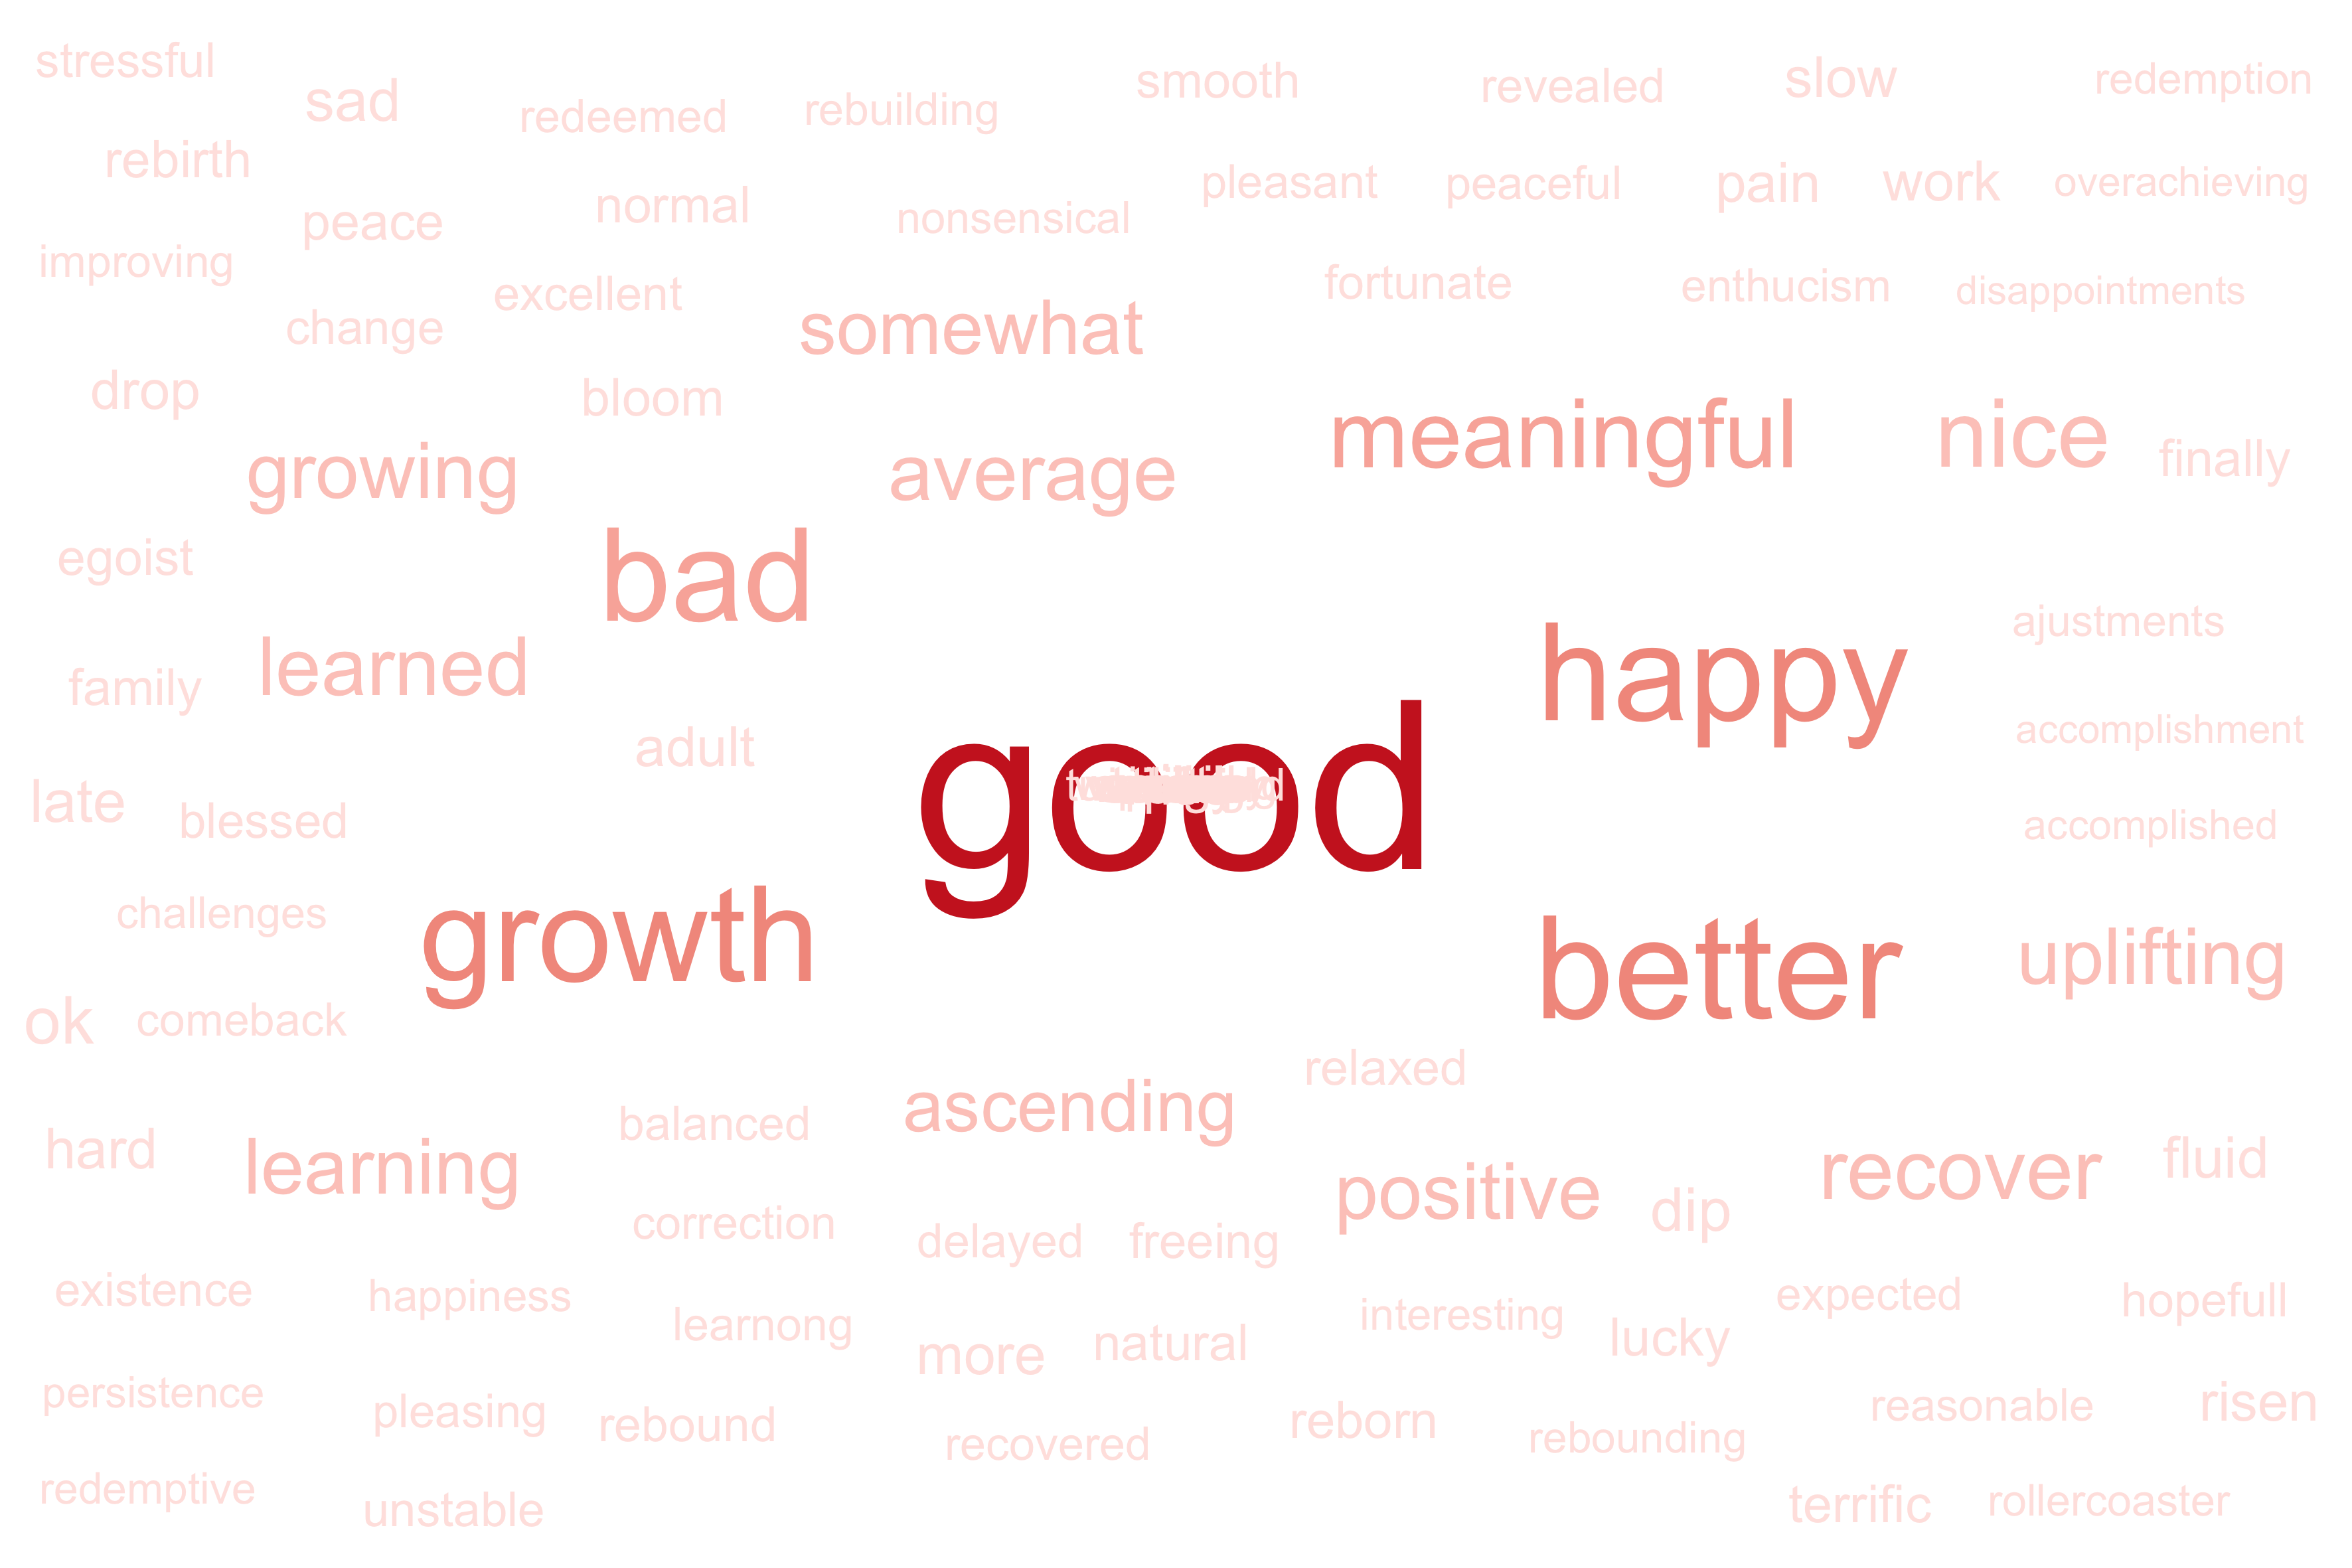 stressful
sad
redeemed
rebuilding
smooth
revealed
slow
redemption
rebirth
peace
normal
nonsensical
pleasant
peaceful
pain
work
overachieving
improving
change
excellent
somewhat
fortunate
enthucism
disappointments
drop
bloom
growing
average
meaningful
nice
finally
egoist
bad
learned
happy
ajustments
family
adult
good
accomplishment
late
blessed
accomplished
challenges
growth
better
uplifting
ok
comeback
relaxed
hard
learning
balanced
ascending
positive
dip
recover
fluid
correction
delayed
freeing
existence
happiness
learnong
more
natural
interesting
lucky
expected
hopefull
persistence
pleasing
rebound
recovered
reborn
rebounding
reasonable
risen
redemptive
unstable
terrific
rollercoaster